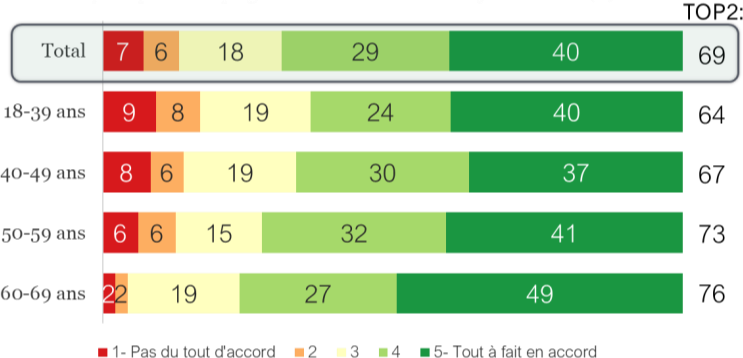 TOP2:
Total 7 6 18 29 40 69
18-39 ans 9 8 19 24 40 64
40-49 ans 8 6 19 30 37 67
50-59 ans 6 6 15 32 41 73
60-69 ans 2 2 19 27 49 76
1- Pas du tout d'accord 2 3 4 5- Tout à fait en accord